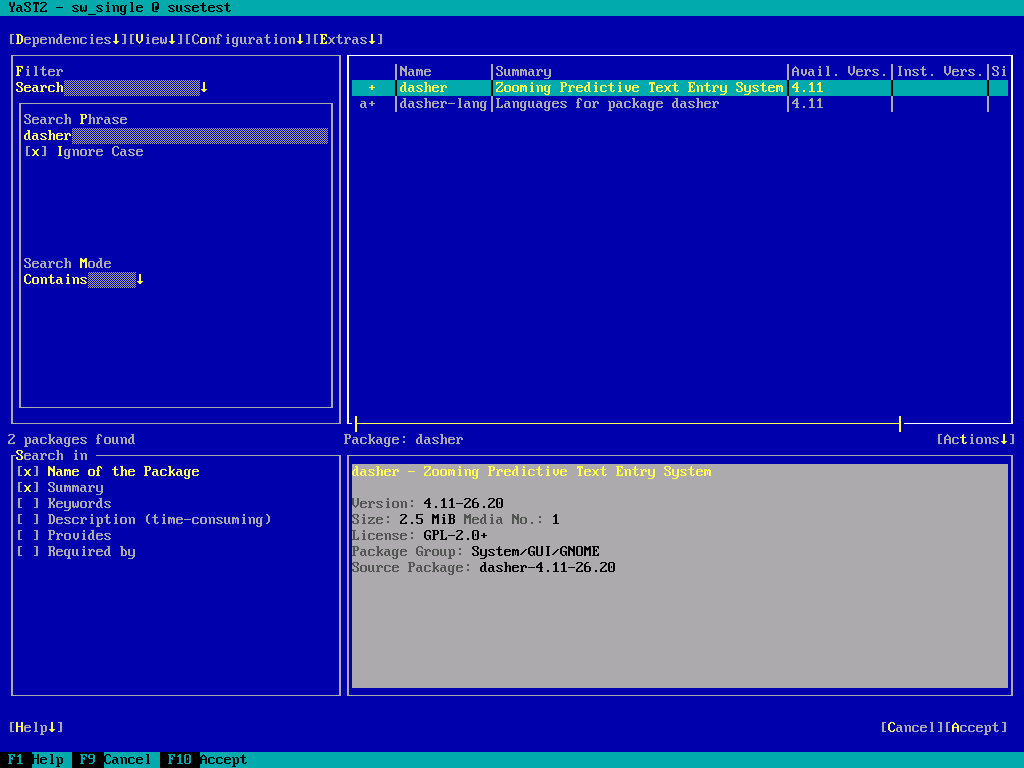 YaST2 - sw_single @ susetest
[Dependencies↓][View↓][Configuration↓][Extras↓]
Filter
Search↓
Search Phrase
dasher
[x] Ignore Case
Search Mode
Contains↓
|Name |Summary |Avail. Vers.|Inst. Vers.|Si
+ |dasher |Zooming Predictive Text Entry System|4.11 | |
a+ |dasher-lang|Languages for package dasher |4.11 | |
2 packages found
Package: dasher [Actions↓]
Search in
[x] Name of the Package
[x] Summary
[ ] Keywords
[ ] Description (time-consuming)
[ ] Provides
[ ] Required by
dasher - Zooming Predictive Text Entry System
Version: 4.11-26.20
Size: 2.5 MiB Media No.: 1
License: GPL-2.0+
Package Group: System/GUI/GNOME
Source Package: dasher-4.11-26.20
[Help↓] [Cancel][Accept]
F1 Help F9 Cancel F10 Accept